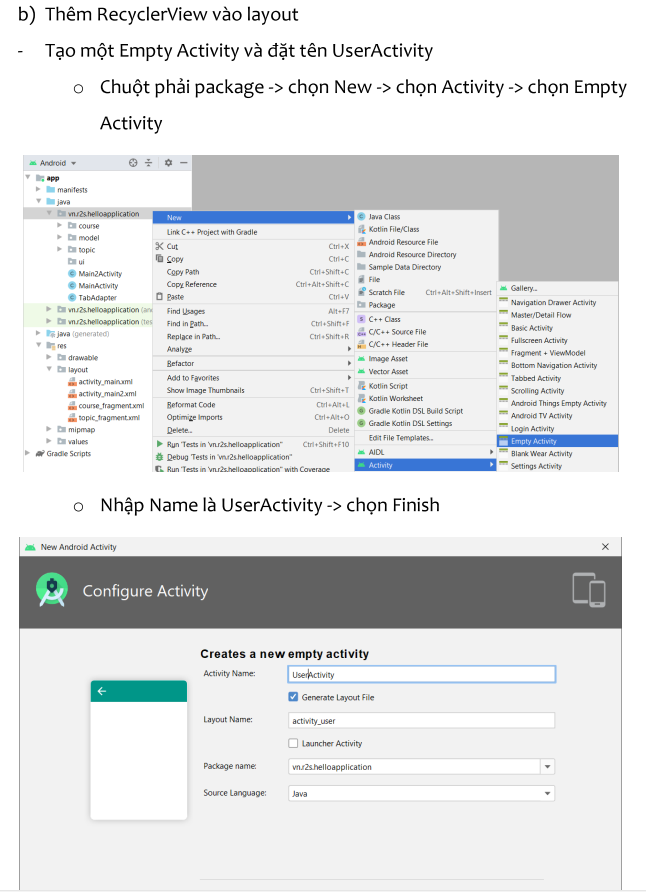 b) Thêm RecyclerView vào layout
- Tạo một Empty Activity và đặt tên UserActivity
o Chuột phải package -> chọn New -> chọn Activity -> chọn Empty
Activity
Android
app
manifests
java
vn.r2s.helloapplication
course
model
topic
ui
Main2Activity
MainActivity
TabAdapter
vn.r2s.helloapplication (an
vn.r2s.helloapplication (tes
java (generated)
res
drawable
layout
activity_main.xml
activity_main2.xml
course_fragment.xml
topic_fragment.xml
mipmap
values
Gradle Scripts
New
Link C++ Project with Gradle
Cut Ctrl+X
Copy Ctrl+C
Copy Path Ctrl+Shift+C
Copy Reference Ctrl+Alt+Shift+C
Paste Ctrl+V
Find Usages Alt+F7
Find in Path... Ctrl+Shift+F
Replace in Path... Ctrl+Shift+R
Analyze
Refactor
Add to Favorites
Show Image Thumbnails Ctrl+Shift+T
Reformat Code Ctrl+Alt+L
Optimize Imports Ctrl+Alt+O
Delete... Delete
Run 'Tests in 'vn.r2s.helloapplication'' Ctrl+Shift+F10
Debug 'Tests in 'vn.r2s.helloapplication''
Run 'Tests in 'vn.r2s.helloapplication'' with Coverage
Java Class
Kotlin File/Class
Android Resource File
Android Resource Directory
Sample Data Directory
File
Scratch File Ctrl+Alt+Shift+Insert
Package
C++ Class
C/C++ Source File
C/C++ Header File
Image Asset
Vector Asset
Kotlin Script
Kotlin Worksheet
Gradle Kotlin DSL Build Script
Gradle Kotlin DSL Settings
Edit File Templates...
AIDL
Activity
Gallery...
Navigation Drawer Activity
Master/Detail Flow
Basic Activity
Fullscreen Activity
Fragment + ViewModel
Bottom Navigation Activity
Tabbed Activity
Scrolling Activity
Android Things Empty Activity
Android TV Activity
Login Activity
Empty Activity
Blank Wear Activity
Settings Activity
o Nhập Name là UserActivity -> chọn Finish
New Android Activity
Configure Activity
Creates a new empty activity
Activity Name: UserActivity
Generate Layout File
Layout Name: activity_user
Launcher Activity
Package name: vn.r2s.helloapplication
Source Language: Java